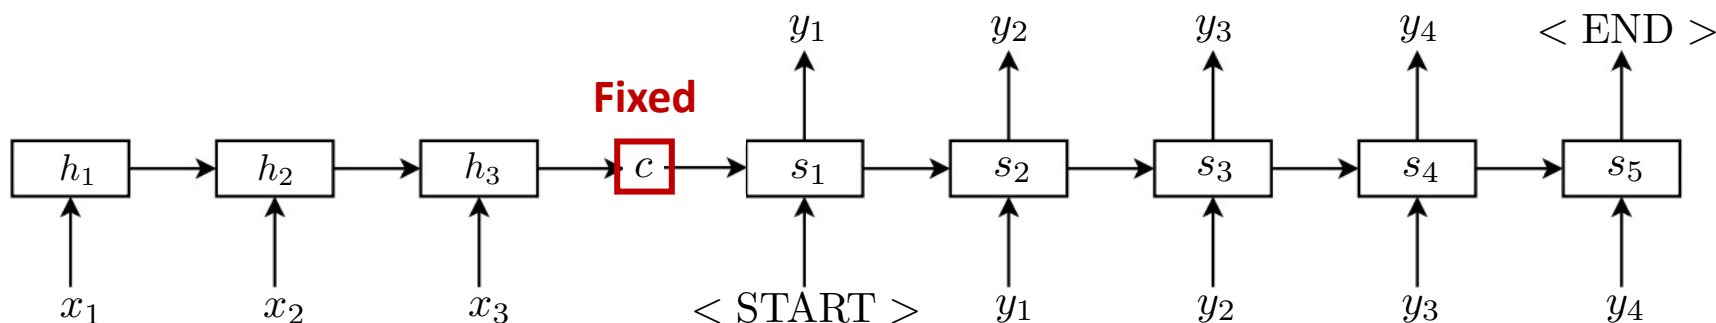 y₁ y₂ y₃ y₄ < END >
Fixed
h₁ h₂ h₃ c s₁ s₂ s₃ s₄ s₅
x₁ x₂ x₃ < START > y₁ y₂ y₃ y₄